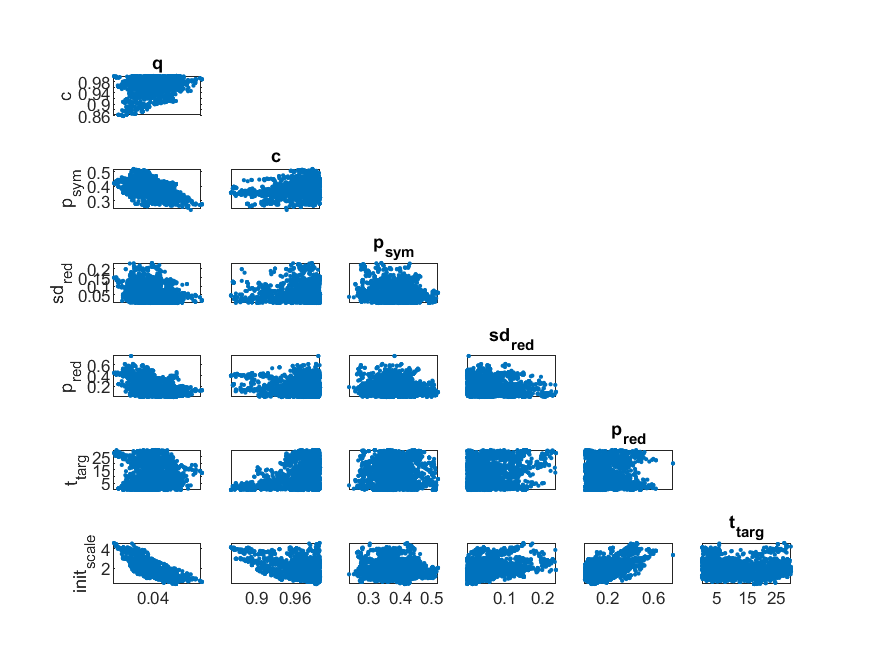 q
c
0.98
0.94
0.9
0.86
c
p_sym
0.5
0.4
0.3
p_sym
sd_red
0.2
0.15
0.1
0.05
sd_red
p_red
0.6
0.4
0.2
p_red
t_targ
25
15
5
t_targ
init_scale
4
2
0.04
0.9 0.96
0.3 0.4 0.5
0.1 0.2
0.2 0.6
5 15 25